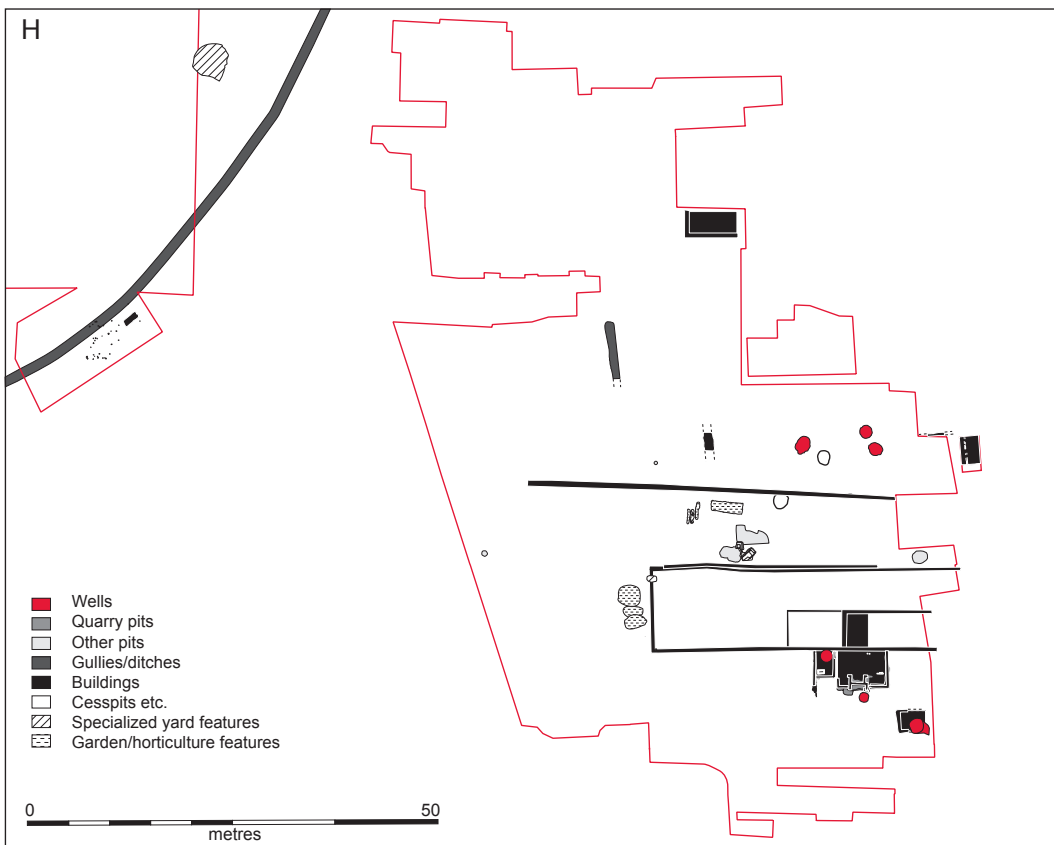 H
Wells
Quarry pits
Other pits
Gullies/ditches
Buildings
Cesspits etc.
Specialized yard features
Garden/horticulture features
0 50
metres